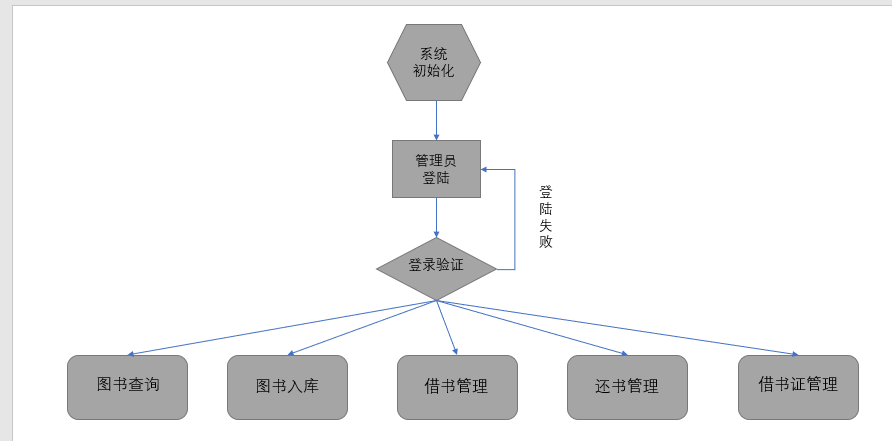 系统
初始化
管理员
登陆
登
陆
失
败
登录验证
图书查询
图书入库
借书管理
还书管理
借书证管理